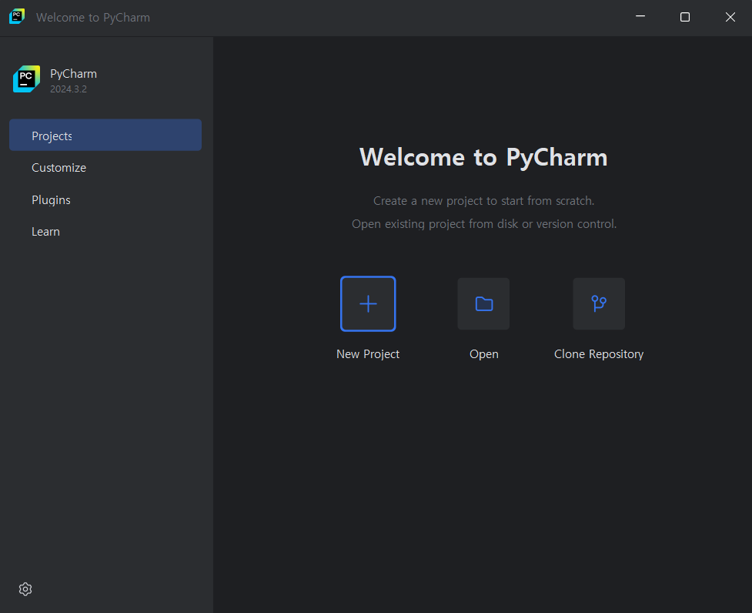 PC
Welcome to PyCharm
PC
PyCharm
2024.3.2
Projects
Customize
Plugins
Learn
Welcome to PyCharm
Create a new project to start from scratch.
Open existing project from disk or version control.
New Project
Open
Clone Repository